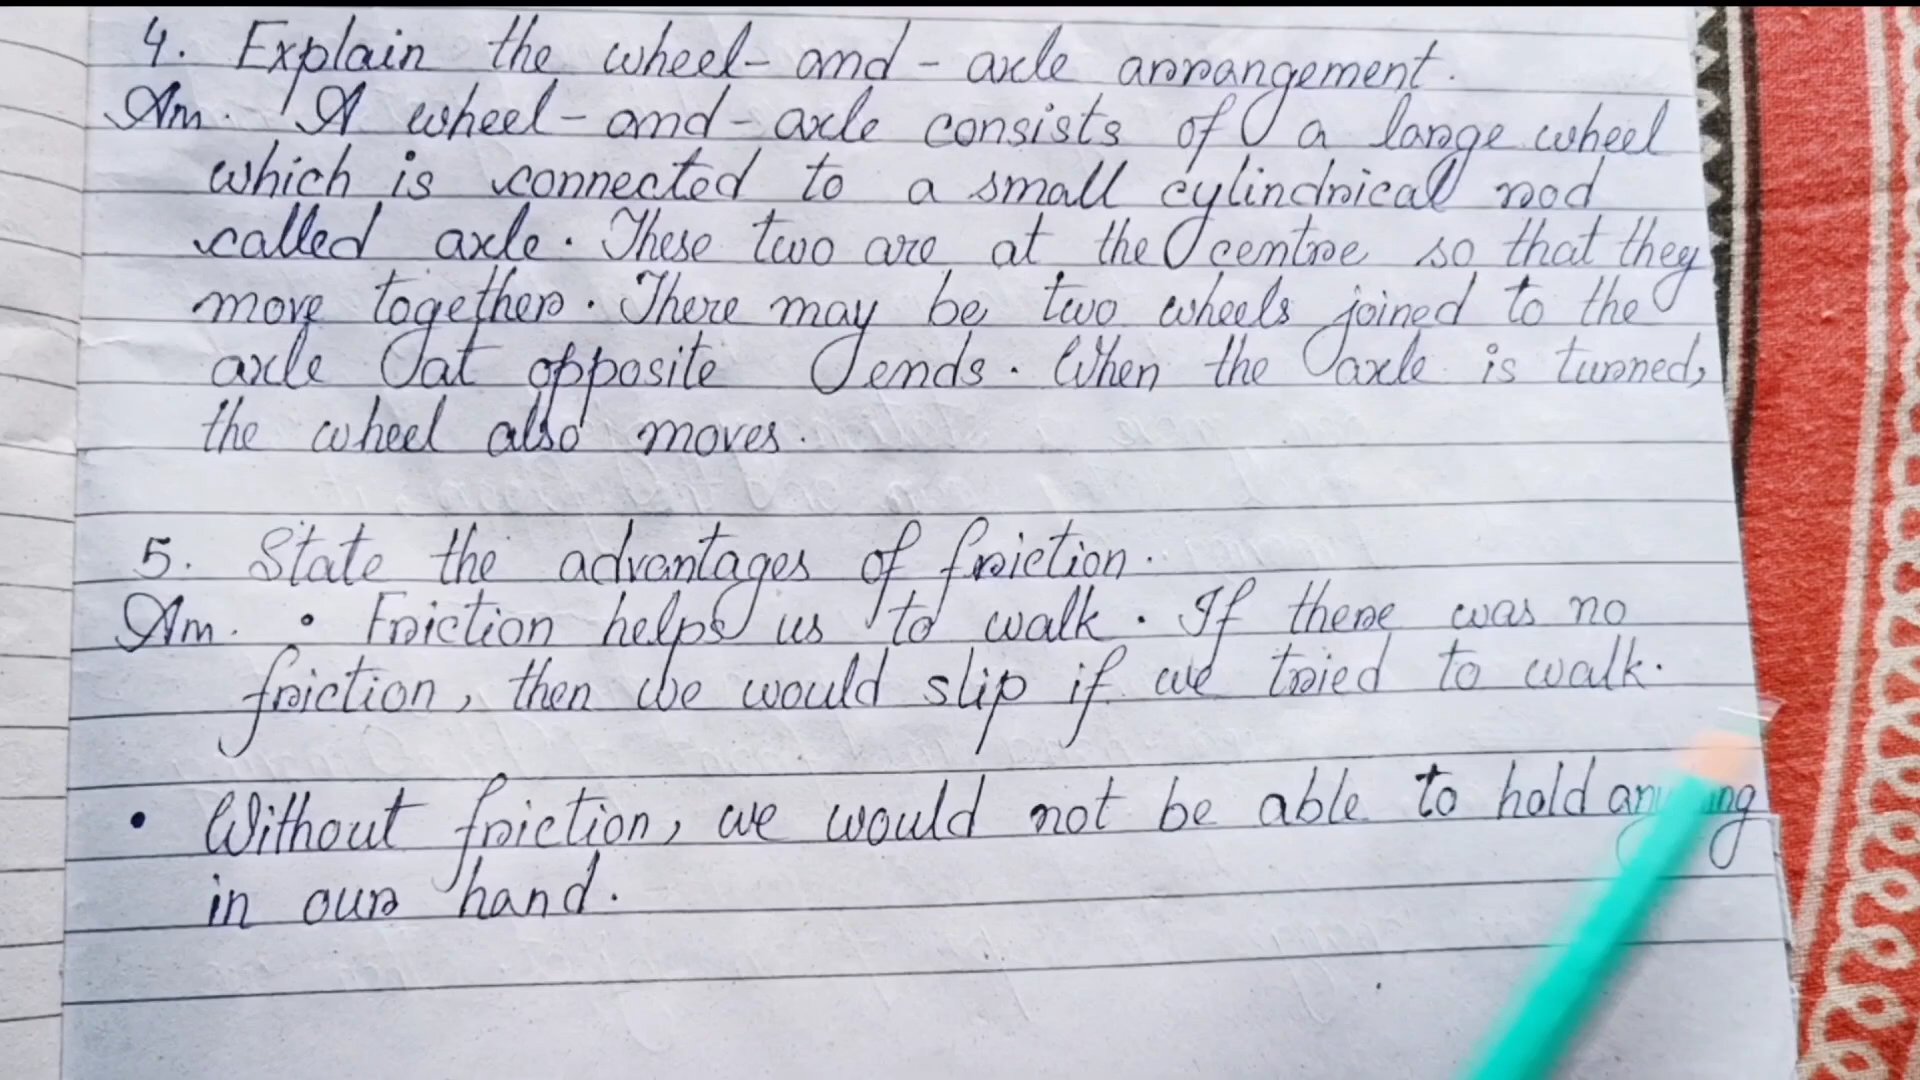 4. Explain the wheel-and-axle arrangement.
Ans. A wheel-and-axle consists of a large wheel
which is connected to a small cylindrical rod
called axle. These two are at the centre so that they
move together. There may be two wheels joined to the
axle at opposite ends. When the axle is turned,
the wheel also moves.
5. State the advantages of friction.
Ans. • Friction helps us to walk. If there was no
friction, then we would slip if we tried to walk.
• Without friction, we would not be able to hold
in our hand.